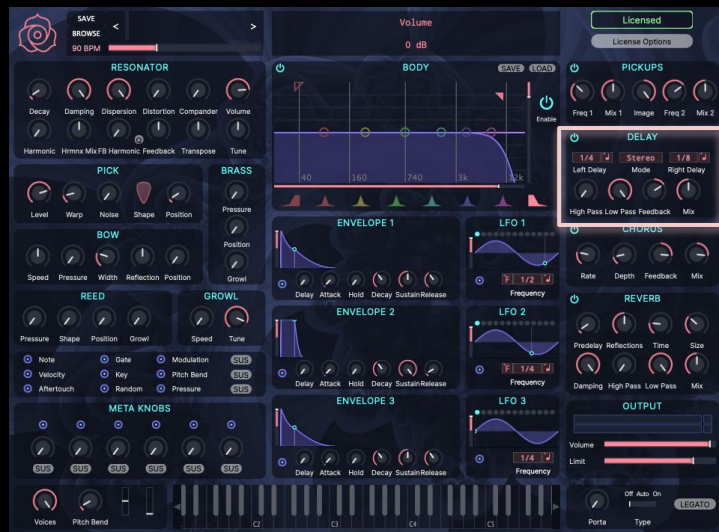 SAVE
BROWSE
90 BPM
<
>
Volume
0 dB
Licensed
License Options
RESONATOR
Decay Damping Dispersion Distortion Compander Volume
Harmonic Hrmnx Mix FB Harmonic Feedback Transpose Tune
BODY
SAVE LOAD
Enable
40 160 740 3k 12k
PICKUPS
Freq 1 Mix 1 Image Freq 2 Mix 2
DELAY
1/4 Stereo 1/8
Left Delay Mode Right Delay
High Pass Low Pass Feedback Mix
PICK
Level Warp Noise Shape Position
BRASS
Pressure
Position
Growl
BOW
Speed Pressure Width Reflection Position
REED
Pressure Shape Position Growl
GROWL
Speed Tune
Note Gate Modulation SUS
Velocity Key Pitch Bend SUS
Aftertouch Random Pressure SUS
META KNOBS
SUS SUS SUS SUS SUS SUS
ENVELOPE 1
Delay Attack Hold Decay Sustain Release
LFO 1
F 1/2
Frequency
ENVELOPE 2
Delay Attack Hold Decay Sustain Release
LFO 2
F 1/4
Frequency
ENVELOPE 3
Delay Attack Hold Decay Sustain Release
LFO 3
1/4
Frequency
CHORUS
Rate Depth Feedback Mix
REVERB
Predelay Reflections Time Size
Damping High Pass Low Pass Mix
OUTPUT
Volume
Limit
Voices Pitch Bend
C2 C3 C4 C5
Porta
Off Auto On
Type
LEGATO